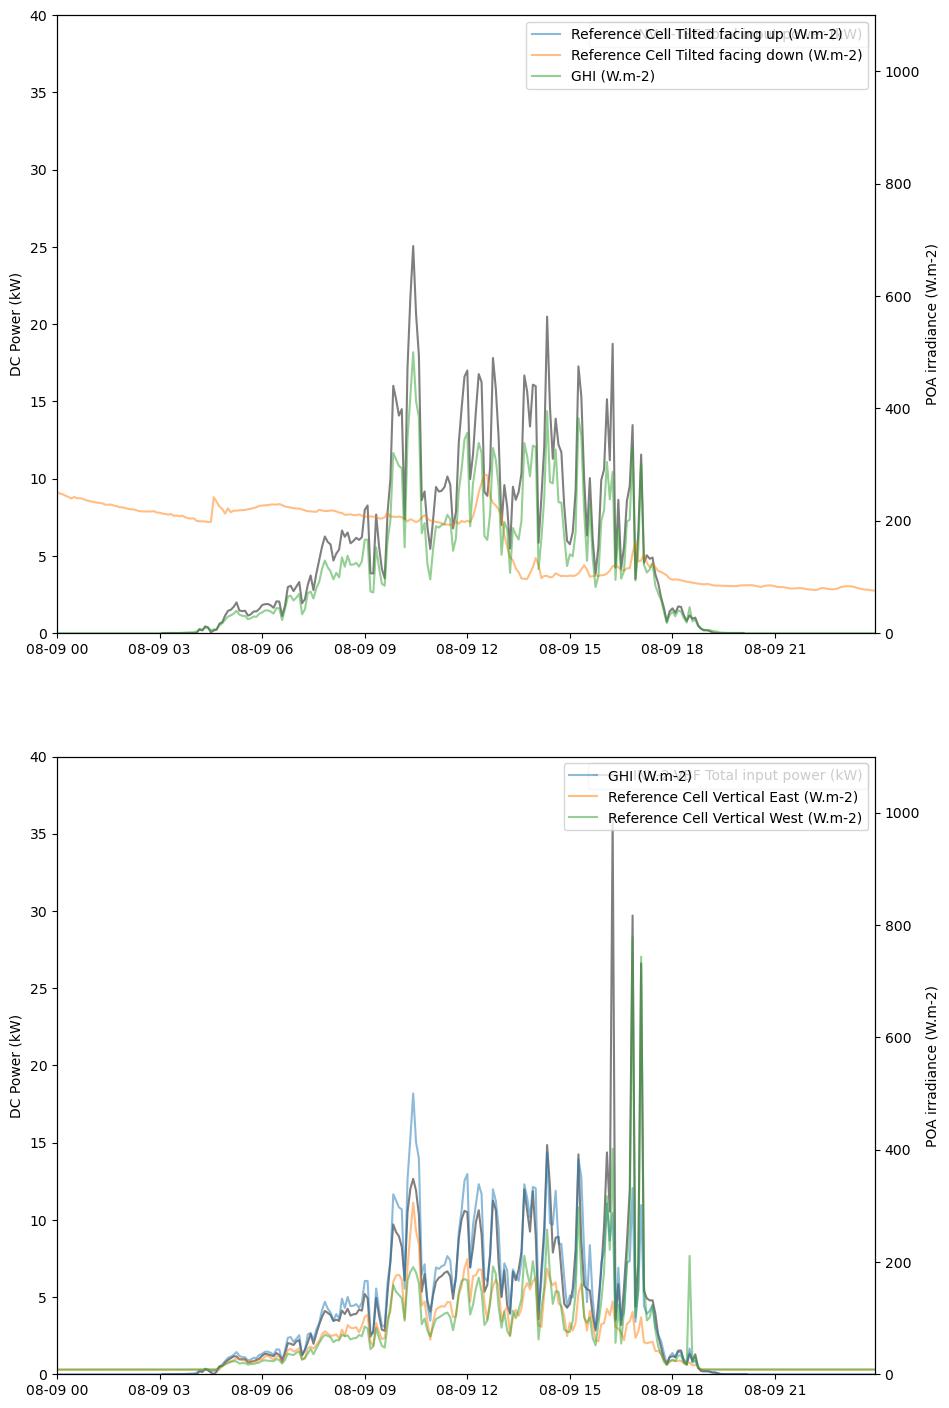 40
35
30
25
20
15
10
5
0
DC Power (kW)
Reference Cell Tilted facing up (W.m-2)
Reference Cell Tilted facing down (W.m-2)
GHI (W.m-2)
1000
800
600
400
200
0
POA irradiance (W.m-2)
08-09 00 08-09 03 08-09 06 08-09 09 08-09 12 08-09 15 08-09 18 08-09 21
40
35
30
25
20
15
10
5
0
DC Power (kW)
Total input power (kW)
GHI (W.m-2)
Reference Cell Vertical East (W.m-2)
Reference Cell Vertical West (W.m-2)
1000
800
600
400
200
0
POA irradiance (W.m-2)
08-09 00 08-09 03 08-09 06 08-09 09 08-09 12 08-09 15 08-09 18 08-09 21